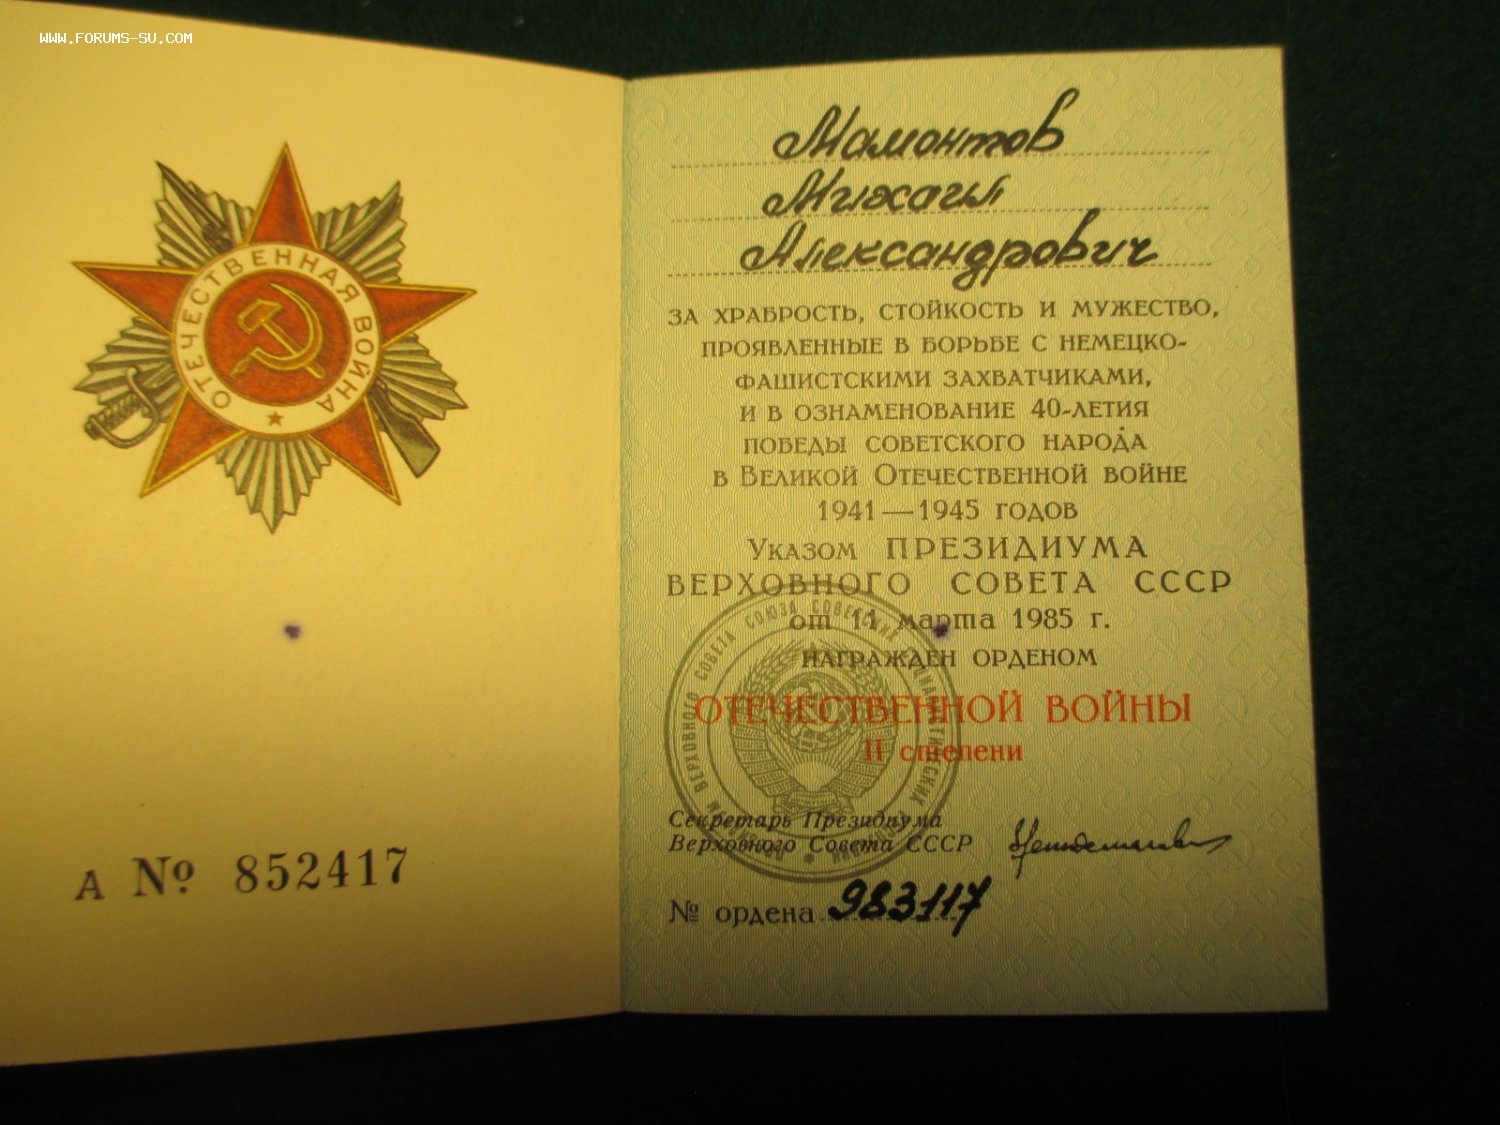 WWW.FORUMS-SU.COM
ОТЕЧЕСТВЕННАЯ ВОЙНА
А № 852417
Мамонтов
Михаил
Александрович
ЗА ХРАБРОСТЬ, СТОЙКОСТЬ И МУЖЕСТВО,
ПРОЯВЛЕННЫЕ В БОРЬБЕ С НЕМЕЦКО-
ФАШИСТСКИМИ ЗАХВАТЧИКАМИ,
И В ОЗНАМЕНОВАНИЕ 40-ЛЕТИЯ
ПОБЕДЫ СОВЕТСКОГО НАРОДА
В ВЕЛИКОЙ ОТЕЧЕСТВЕННОЙ ВОЙНЕ
1941—1945 ГОДОВ
УКАЗОМ ПРЕЗИДИУМА
ВЕРХОВНОГО СОВЕТА СССР
от 11 марта 1985 г.
НАГРАЖДЕН ОРДЕНОМ
ОТЕЧЕСТВЕННОЙ ВОЙНЫ
II степени
Секретарь Президиума
Верховного Совета СССР
№ ордена 983117